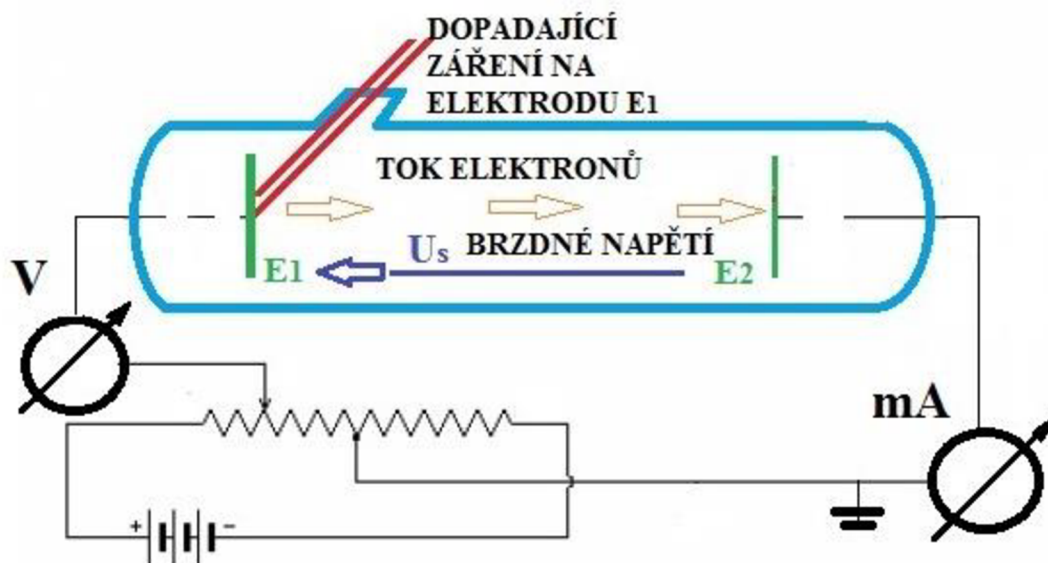 DOPADAJÍCÍ
ZÁŘENÍ NA
ELEKTRODU E1
TOK ELEKTRONŮ
Us BRZDNÉ NAPĚTÍ
E1
E2
V
mA
+ -